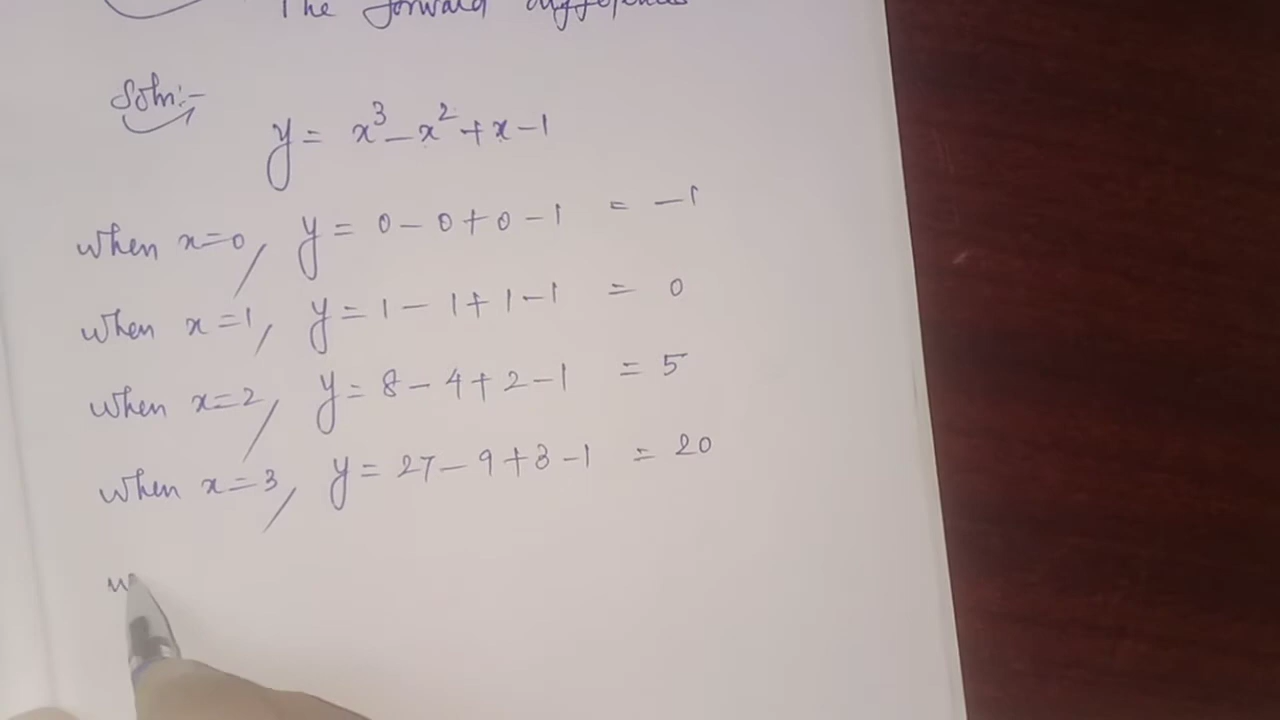 The forward differences
Soln:-
y = x³ - x² + x - 1
when x=0, y = 0 - 0 + 0 - 1 = -1
when x=1, y = 1 - 1 + 1 - 1 = 0
when x=2, y = 8 - 4 + 2 - 1 = 5
when x=3, y = 27 - 9 + 3 - 1 = 20